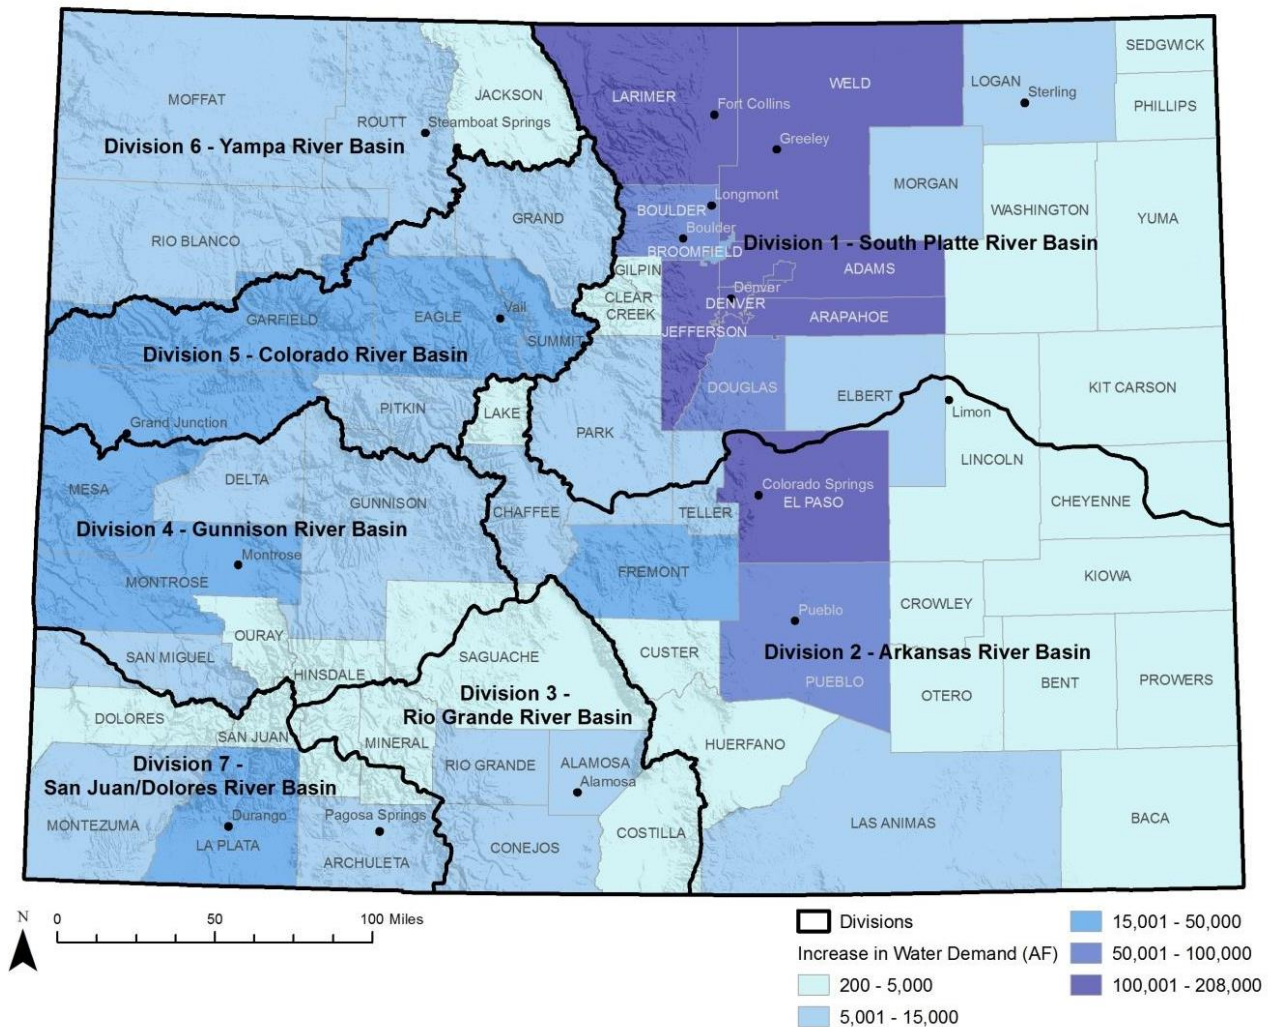 SEDGWICK
LOGAN
Sterling
WELD
JACKSON
LARIMER
MOFFAT
PHILLIPS
Fort Collins
ROUTT
Steamboat Springs
Division 6 - Yampa River Basin
Greeley
MORGAN
Longmont
BOULDER
WASHINGTON
YUMA
GRAND
Boulder
RIO BLANCO
BROOMFIELD
Division 1 - South Platte River Basin
GILPIN
ADAMS
CLEAR
CREEK
Denver
DENVER
Vail
GARFIELD
EAGLE
ARAPAHOE
JEFFERSON
SUMMIT
Division 5 - Colorado River Basin
DOUGLAS
KIT CARSON
ELBERT
PITKIN
LAKE
Limon
Grand Junction
PARK
LINCOLN
DELTA
MESA
Colorado Springs
EL PASO
GUNNISON
CHEYENNE
CHAFFEE
TELLER
Division 4 - Gunnison River Basin
Montrose
MONTROSE
FREMONT
KIOWA
CROWLEY
Pueblo
OURAY
SAN MIGUEL
SAGUACHE
CUSTER
Division 2 - Arkansas River Basin
HINSDALE
PUEBLO
BENT
PROWERS
Division 3 -
Rio Grande River Basin
OTERO
DOLORES
SAN JUAN
MINERAL
HUERFANO
Division 7 -
San Juan/Dolores River Basin
RIO GRANDE
ALAMOSA
Alamosa
Durango
Pagosa Springs
MONTEZUMA
LA PLATA
ARCHULETA
CONEJOS
COSTILLA
LAS ANIMAS
BACA
N
0 50 100 Miles
Divisions
Increase in Water Demand (AF)
200 - 5,000
5,001 - 15,000
15,001 - 50,000
50,001 - 100,000
100,001 - 208,000